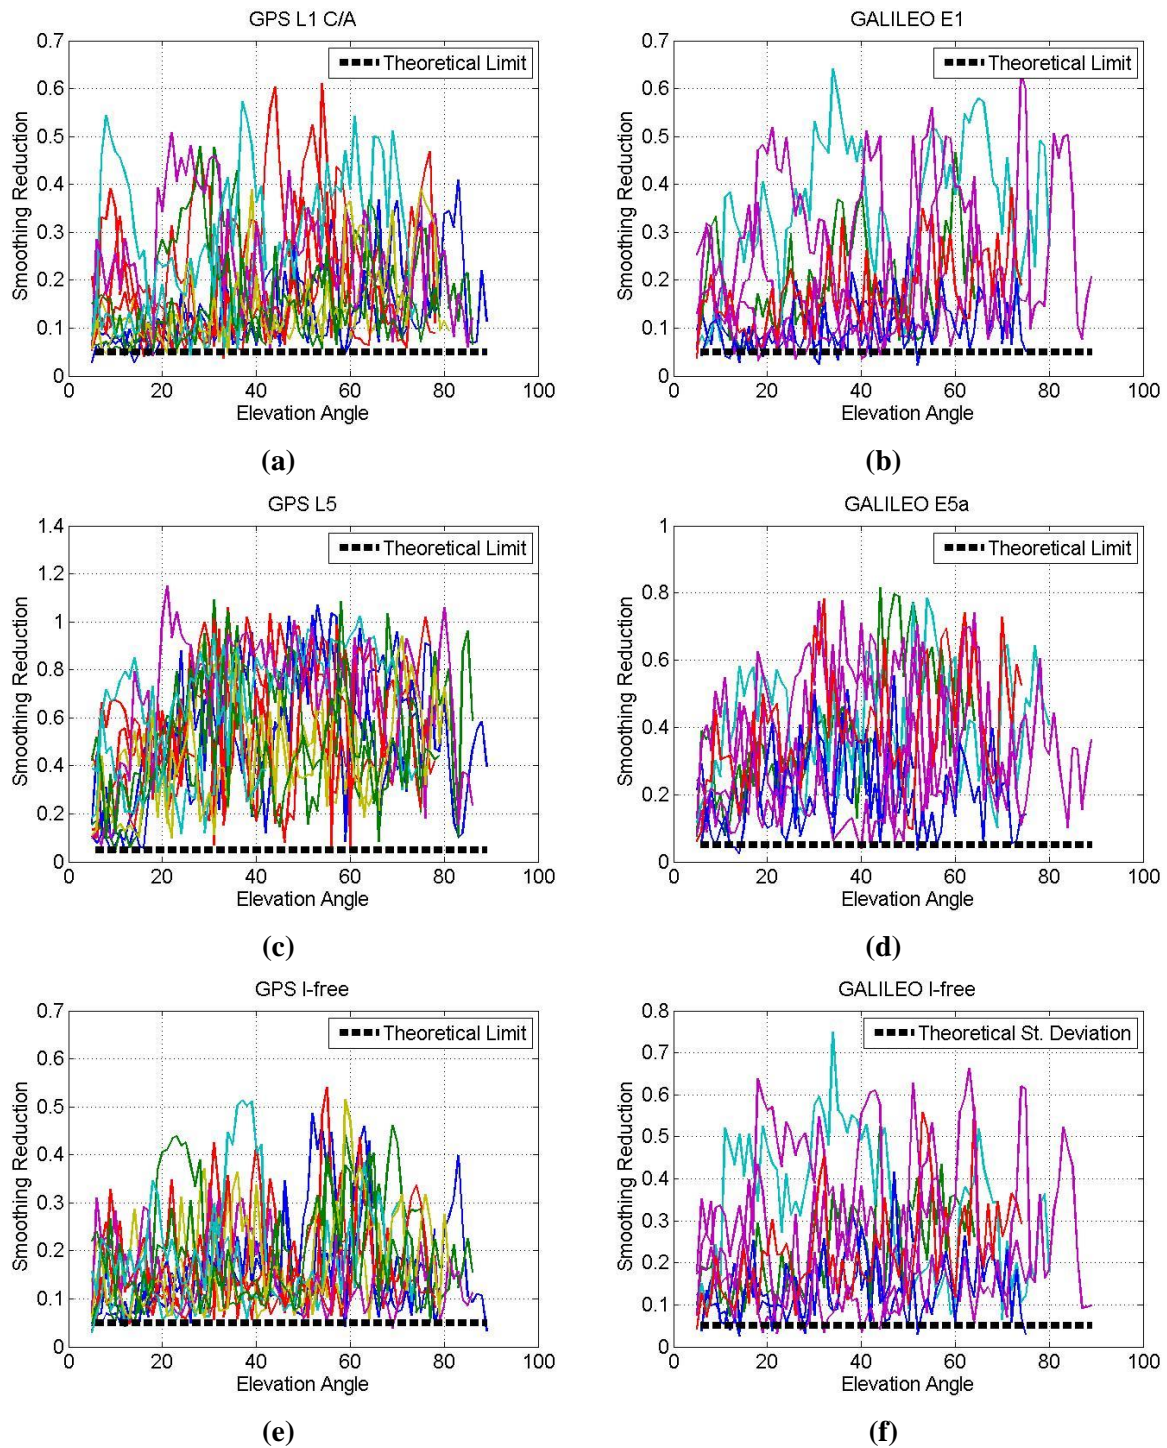 GPS L1 C/A
0.7
0.6
0.5
0.4
0.3
0.2
0.1
0
Smoothing Reduction
Theoretical Limit
0 20 40 60 80 100
Elevation Angle
(a)
GALILEO E1
0.7
0.6
0.5
0.4
0.3
0.2
0.1
0
Smoothing Reduction
Theoretical Limit
0 20 40 60 80 100
Elevation Angle
(b)
GPS L5
1.4
1.2
1
0.8
0.6
0.4
0.2
0
Smoothing Reduction
Theoretical Limit
0 20 40 60 80 100
Elevation Angle
(c)
GALILEO E5a
1
0.8
0.6
0.4
0.2
0
Smoothing Reduction
Theoretical Limit
0 20 40 60 80 100
Elevation Angle
(d)
GPS I-free
0.7
0.6
0.5
0.4
0.3
0.2
0.1
0
Smoothing Reduction
Theoretical Limit
0 20 40 60 80 100
Elevation Angle
(e)
GALILEO I-free
0.8
0.7
0.6
0.5
0.4
0.3
0.2
0.1
0
Smoothing Reduction
Theoretical St. Deviation
0 20 40 60 80 100
Elevation Angle
(f)